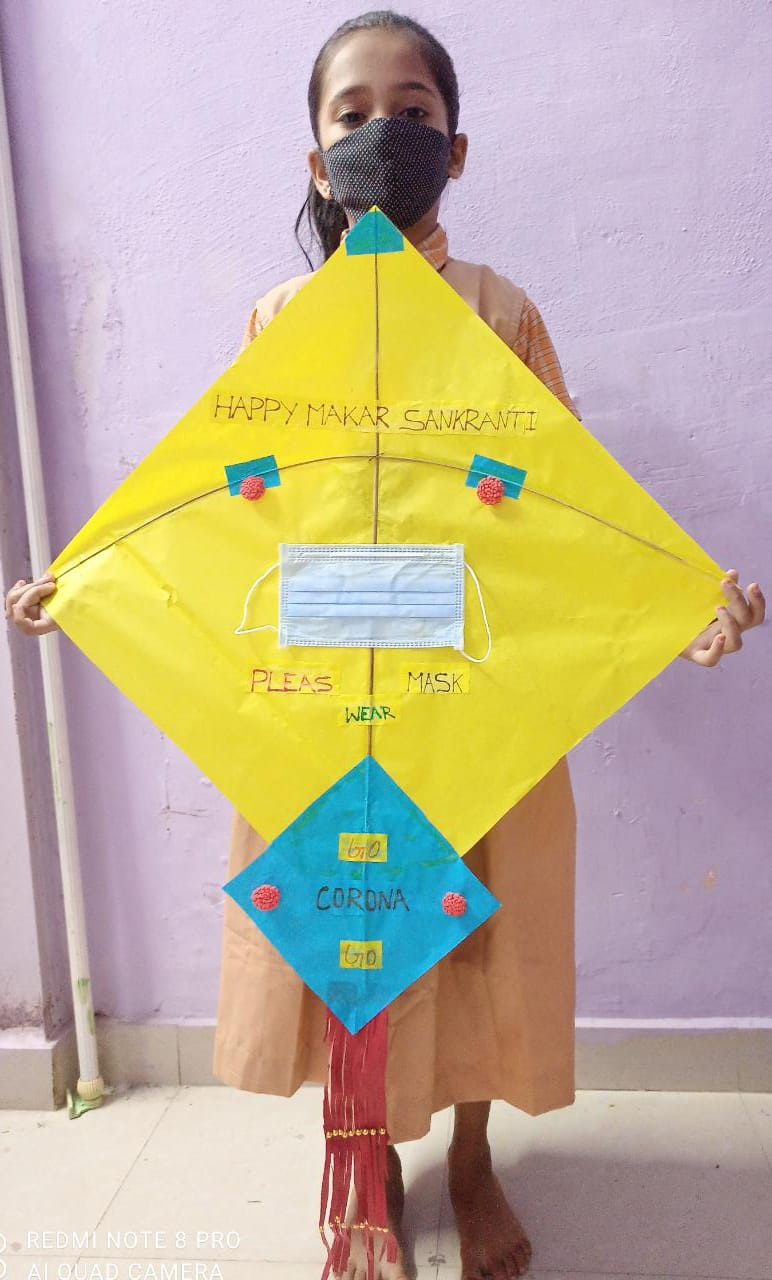 HAPPY MAKAR SANKRANTI
PLEAS MASK
WEAR
GO
CORONA
GO
REDMI NOTE 8 PRO
AI QUAD CAMERA